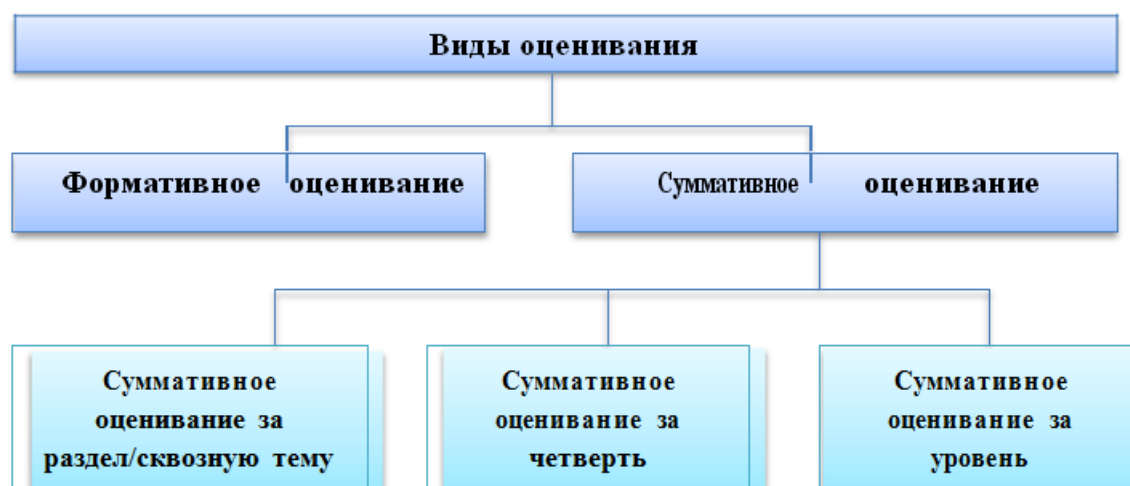 Виды оценивания
Формативное оценивание
Суммативное оценивание
Суммативное
оценивание за
раздел/сквозную тему
Суммативное
оценивание за
четверть
Суммативное
оценивание за
уровень